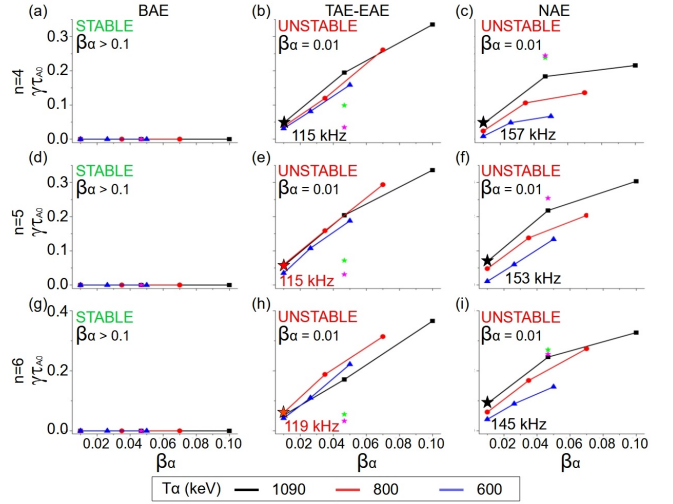 (a) BAE (b) TAE-EAE (c) NAE
STABLE
βα > 0.1
UNSTABLE
βα = 0.01
115 kHz
UNSTABLE
βα = 0.01
157 kHz
n=4
γτA0
0.3
0.2
0.1
0.0
(d) (e) (f)
STABLE
βα > 0.1
UNSTABLE
βα = 0.01
115 kHz
UNSTABLE
βα = 0.01
153 kHz
n=5
γτA0
0.3
0.2
0.1
0.0
(g) (h) (i)
STABLE
βα > 0.1
UNSTABLE
βα = 0.01
119 kHz
UNSTABLE
βα = 0.01
145 kHz
n=6
γτA0
0.4
0.2
0.0
0.02 0.04 0.06 0.08 0.10 0.02 0.04 0.06 0.08 0.10 0.02 0.04 0.06 0.08 0.10
βα βα βα
Tα (keV) 1090 800 600